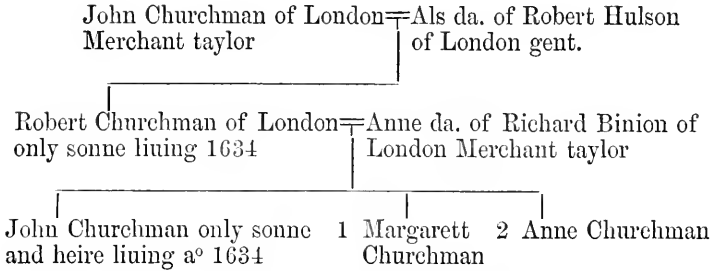 John Churchman of London=Als da. of Robert Hulson
Merchant taylor of London gent.
Robert Churchman of London=Anne da. of Richard Binion of
only sonne liuing 1634 London Merchant taylor
John Churchman only sonne 1 Margarett 2 Anne Churchman
and heire liuing aº 1634 Churchman